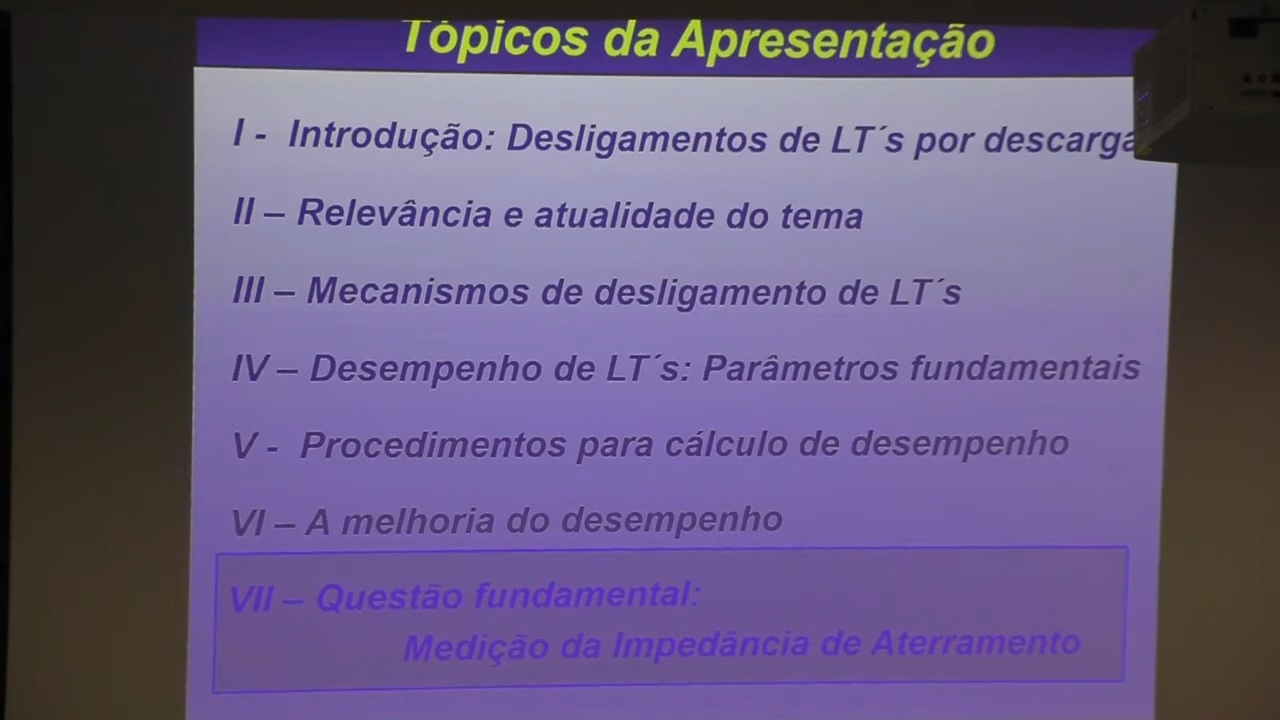 Tópicos da Apresentação
I - Introdução: Desligamentos de LT´s por descarga
II – Relevância e atualidade do tema
III – Mecanismos de desligamento de LT´s
IV – Desempenho de LT´s: Parâmetros fundamentais
V - Procedimentos para cálculo de desempenho
VI – A melhoria do desempenho
VII – Questão fundamental:
Medição da Impedância de Aterramento